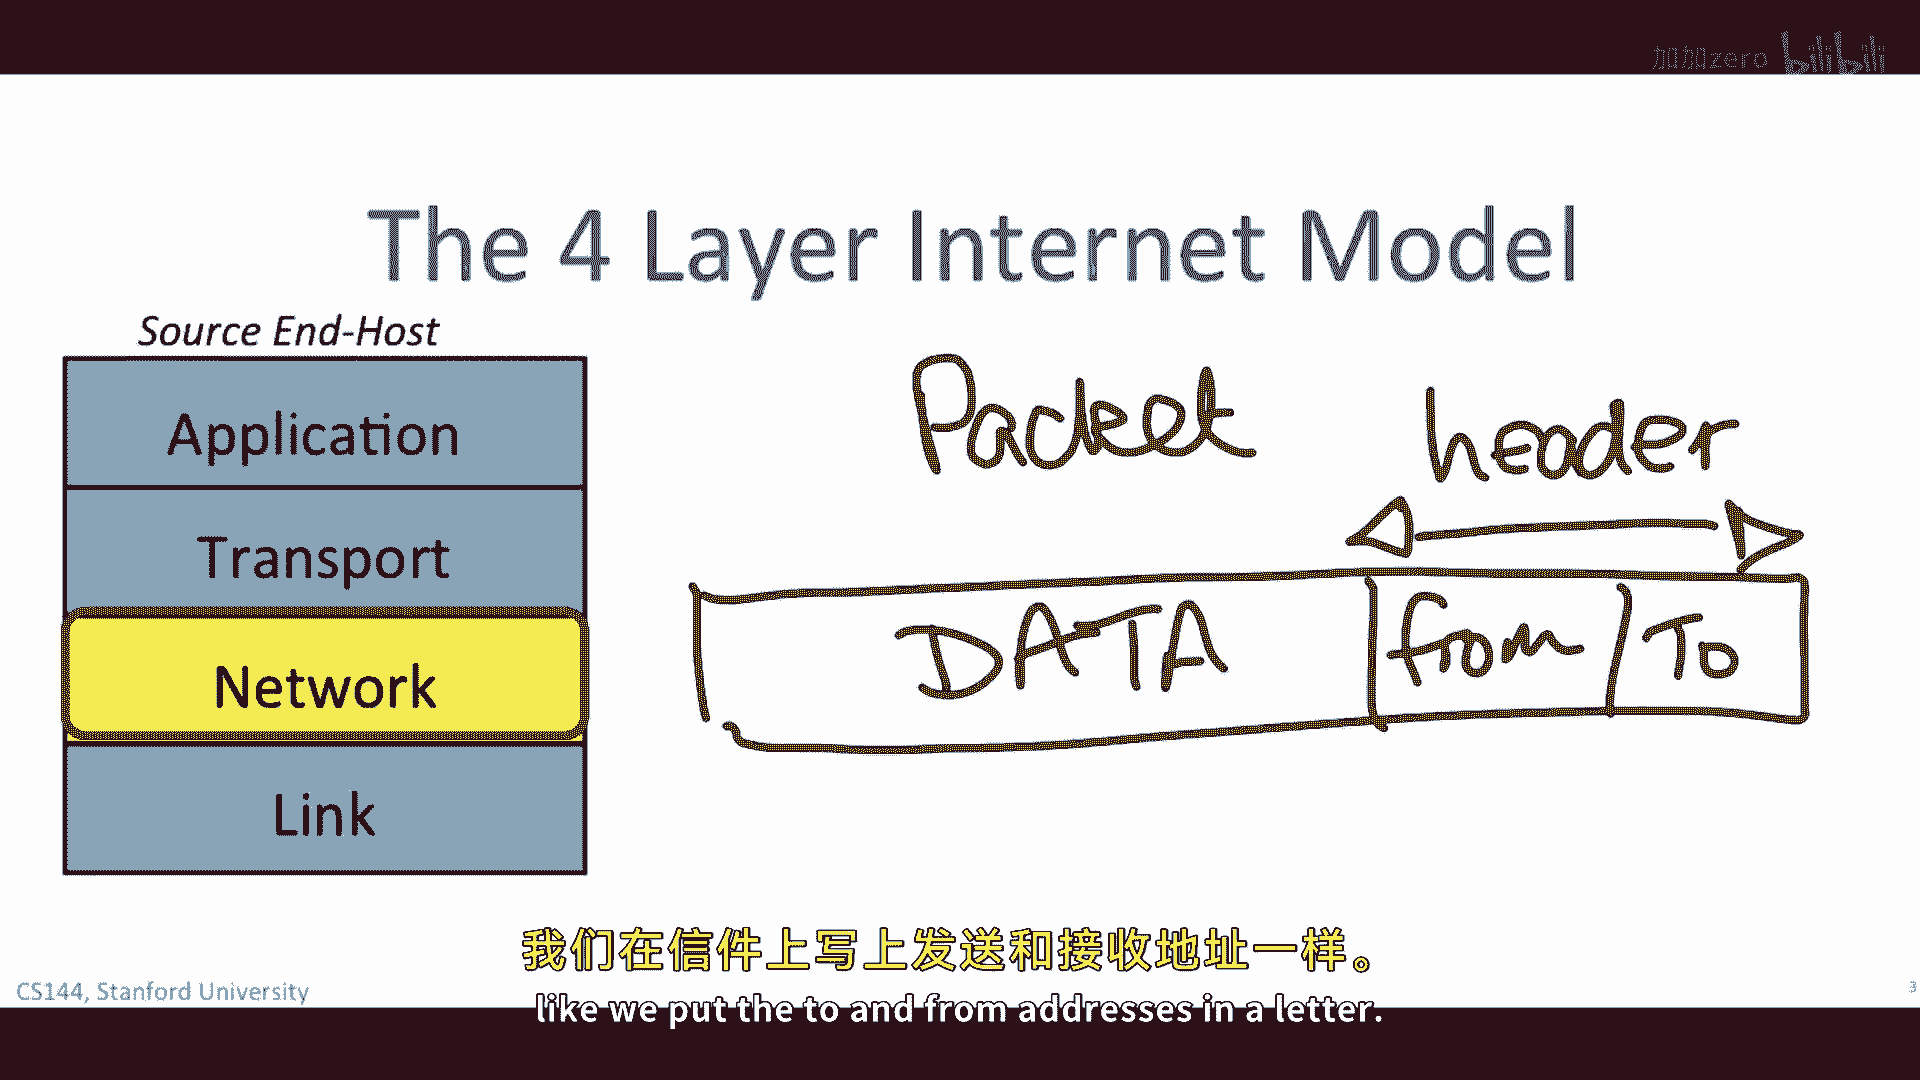 加加zero bilibili
The 4 Layer Internet Model
Source End-Host
Application
Transport
Network
Link
Packet header
DATA from To
我们在信件上写上发送和接收地址一样。
like we put the to and from addresses in a letter.
CS144, Stanford University
3